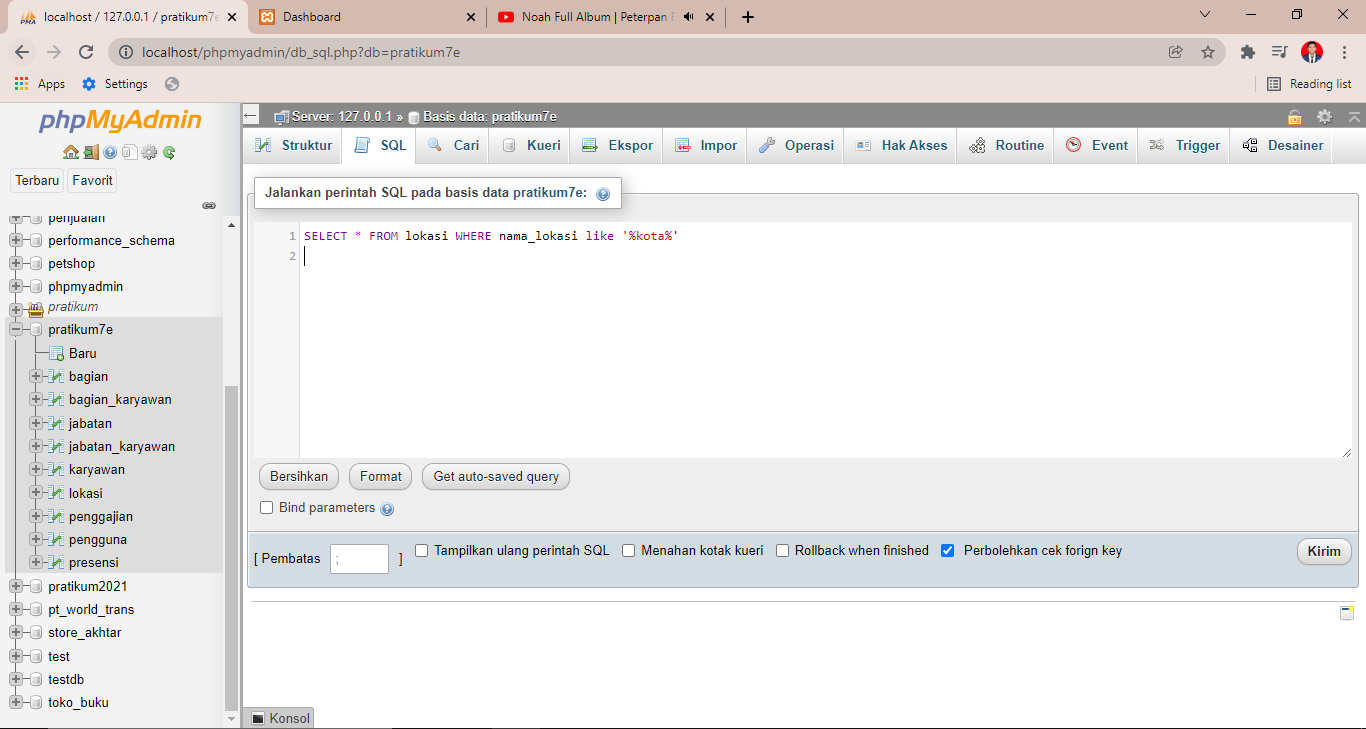 localhost / 127.0.0.1 / pratikum7e
Dashboard
Noah Full Album | Peterpan
localhost/phpmyadmin/db_sql.php?db=pratikum7e
Apps
Settings
Reading list
phpMyAdmin
Terbaru
Favorit
penjualan
performance_schema
petshop
phpmyadmin
pratikum
pratikum7e
Baru
bagian
bagian_karyawan
jabatan
jabatan_karyawan
karyawan
lokasi
penggajian
pengguna
presensi
pratikum2021
pt_world_trans
store_akhtar
test
testdb
toko_buku
Server: 127.0.0.1 » Basis data: pratikum7e
Struktur SQL Cari Kueri Ekspor Impor Operasi Hak Akses Routine Event Trigger Desainer
Jalankan perintah SQL pada basis data pratikum7e:
1 SELECT * FROM lokasi WHERE nama_lokasi like '%kota%'
2
Bersihkan Format Get auto-saved query
Bind parameters
[ Pembatas ; ] Tampilkan ulang perintah SQL Menahan kotak kueri Rollback when finished Perbolehkan cek forign key Kirim
Konsol